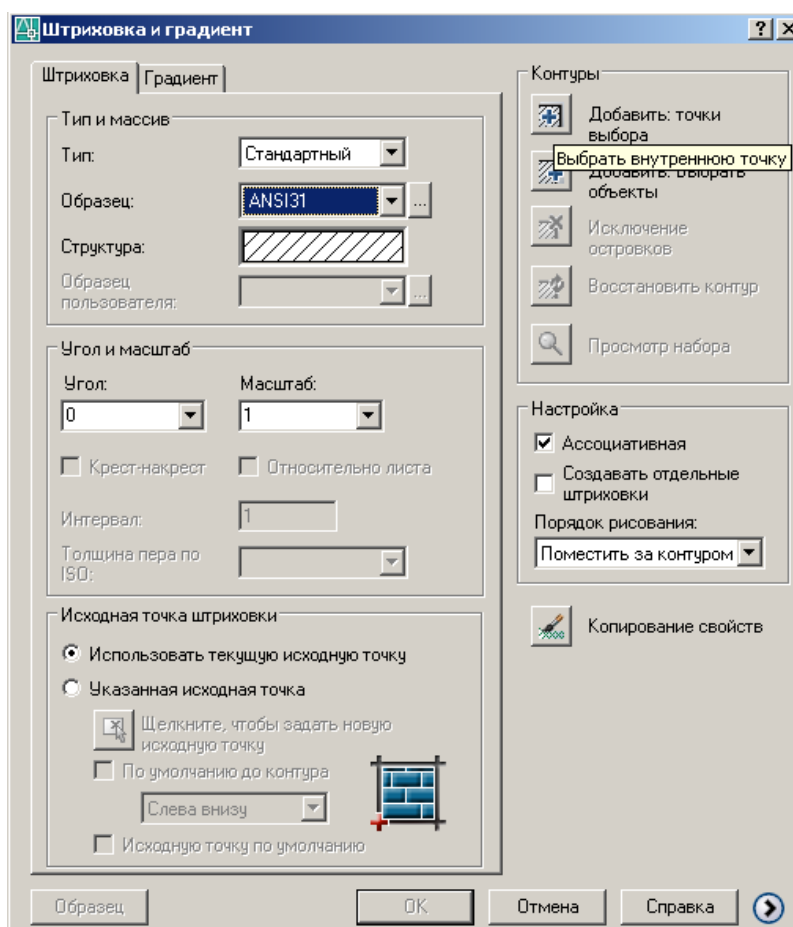 Штриховка и градиент
Штриховка
Градиент
Тип и массив
Тип:
Стандартный
Образец:
ANSI31
...
Структура:
Образец
пользователя:
...
Угол и масштаб
Угол:
Масштаб:
0
1
Крест-накрест
Относительно листа
Интервал:
1
Толщина пера по
ISO:
Исходная точка штриховки
Использовать текущую исходную точку
Указанная исходная точка
Щелкните, чтобы задать новую
исходную точку
По умолчанию до контура
Слева внизу
Исходную точку по умолчанию
Контуры
Добавить: точки
выбора
Выбрать внутреннюю точку
Добавить: выбрать
объекты
Исключение
островков
Восстановить контур
Просмотр набора
Настройка
Ассоциативная
Создавать отдельные
штриховки
Порядок рисования:
Поместить за контуром
Копирование свойств
Образец
OK
Отмена
Справка